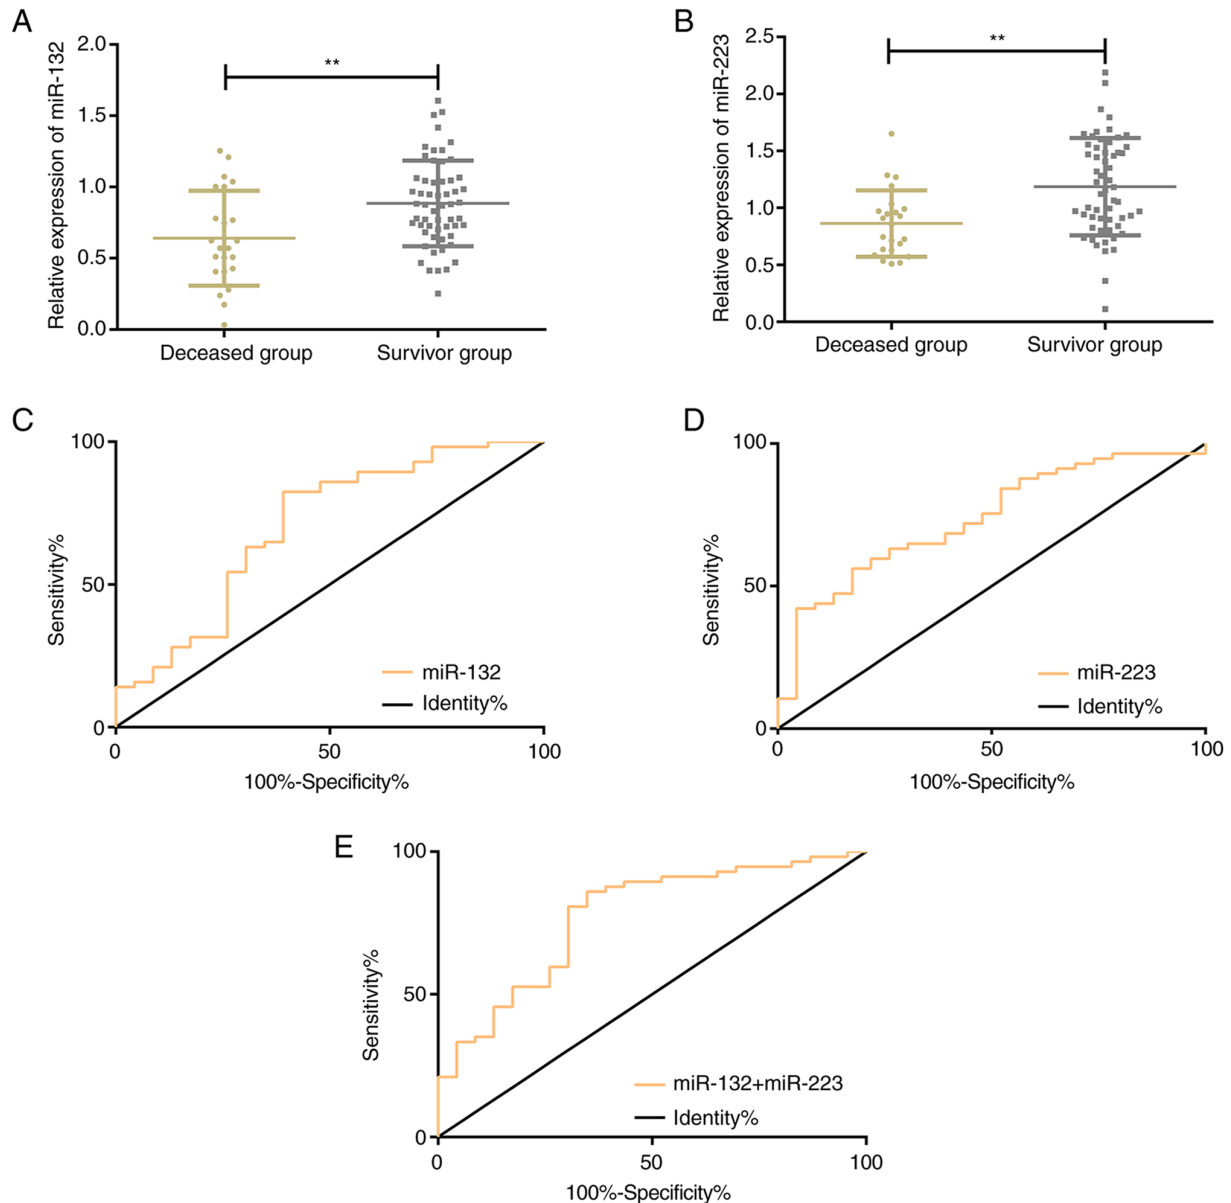 A
Relative expression of miR-132
2.0
1.5
1.0
0.5
0.0
**
Deceased group
Survivor group
B
Relative expression of miR-223
2.5
2.0
1.5
1.0
0.5
0.0
**
Deceased group
Survivor group
C
Sensitivity%
100
50
0
miR-132
Identity%
0
50
100
100%-Specificity%
D
Sensitivity%
100
50
0
miR-223
Identity%
0
50
100
100%-Specificity%
E
Sensitivity%
100
50
0
miR-132+miR-223
Identity%
0
50
100
100%-Specificity%